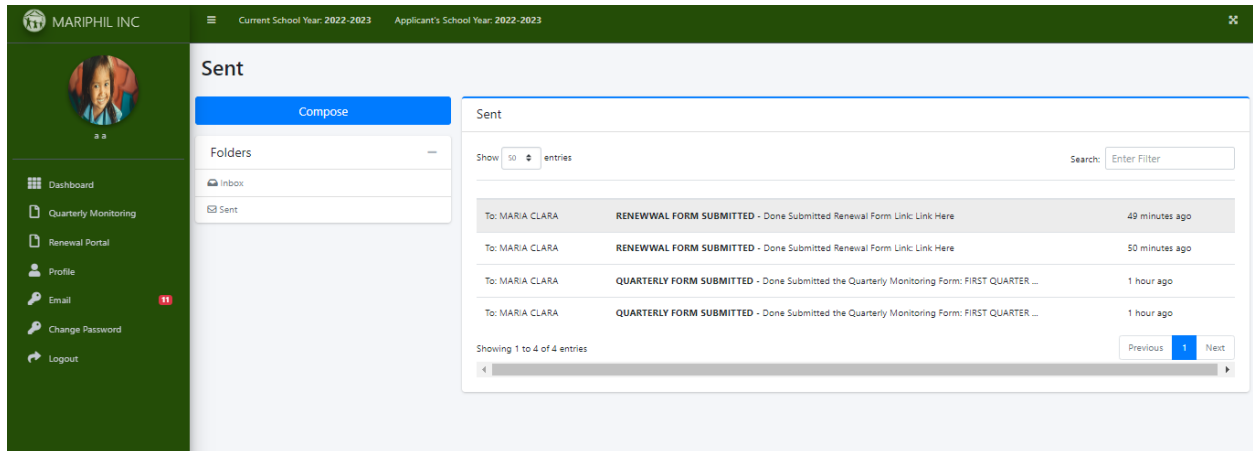 MARIPHIL INC
Current School Year: 2022-2023 Applicant's School Year: 2022-2023
a a
Dashboard
Quarterly Monitoring
Renewal Portal
Profile
Email 11
Change Password
Logout
Sent
Compose
Folders
Inbox
Sent
Sent
Show 50 entries
Search: Enter Filter
To: MARIA CLARA RENEWWAL FORM SUBMITTED - Done Submitted Renewal Form Link: Link Here 49 minutes ago
To: MARIA CLARA RENEWWAL FORM SUBMITTED - Done Submitted Renewal Form Link: Link Here 50 minutes ago
To: MARIA CLARA QUARTERLY FORM SUBMITTED - Done Submitted the Quarterly Monitoring Form: FIRST QUARTER ... 1 hour ago
To: MARIA CLARA QUARTERLY FORM SUBMITTED - Done Submitted the Quarterly Monitoring Form: FIRST QUARTER ... 1 hour ago
Showing 1 to 4 of 4 entries
Previous 1 Next